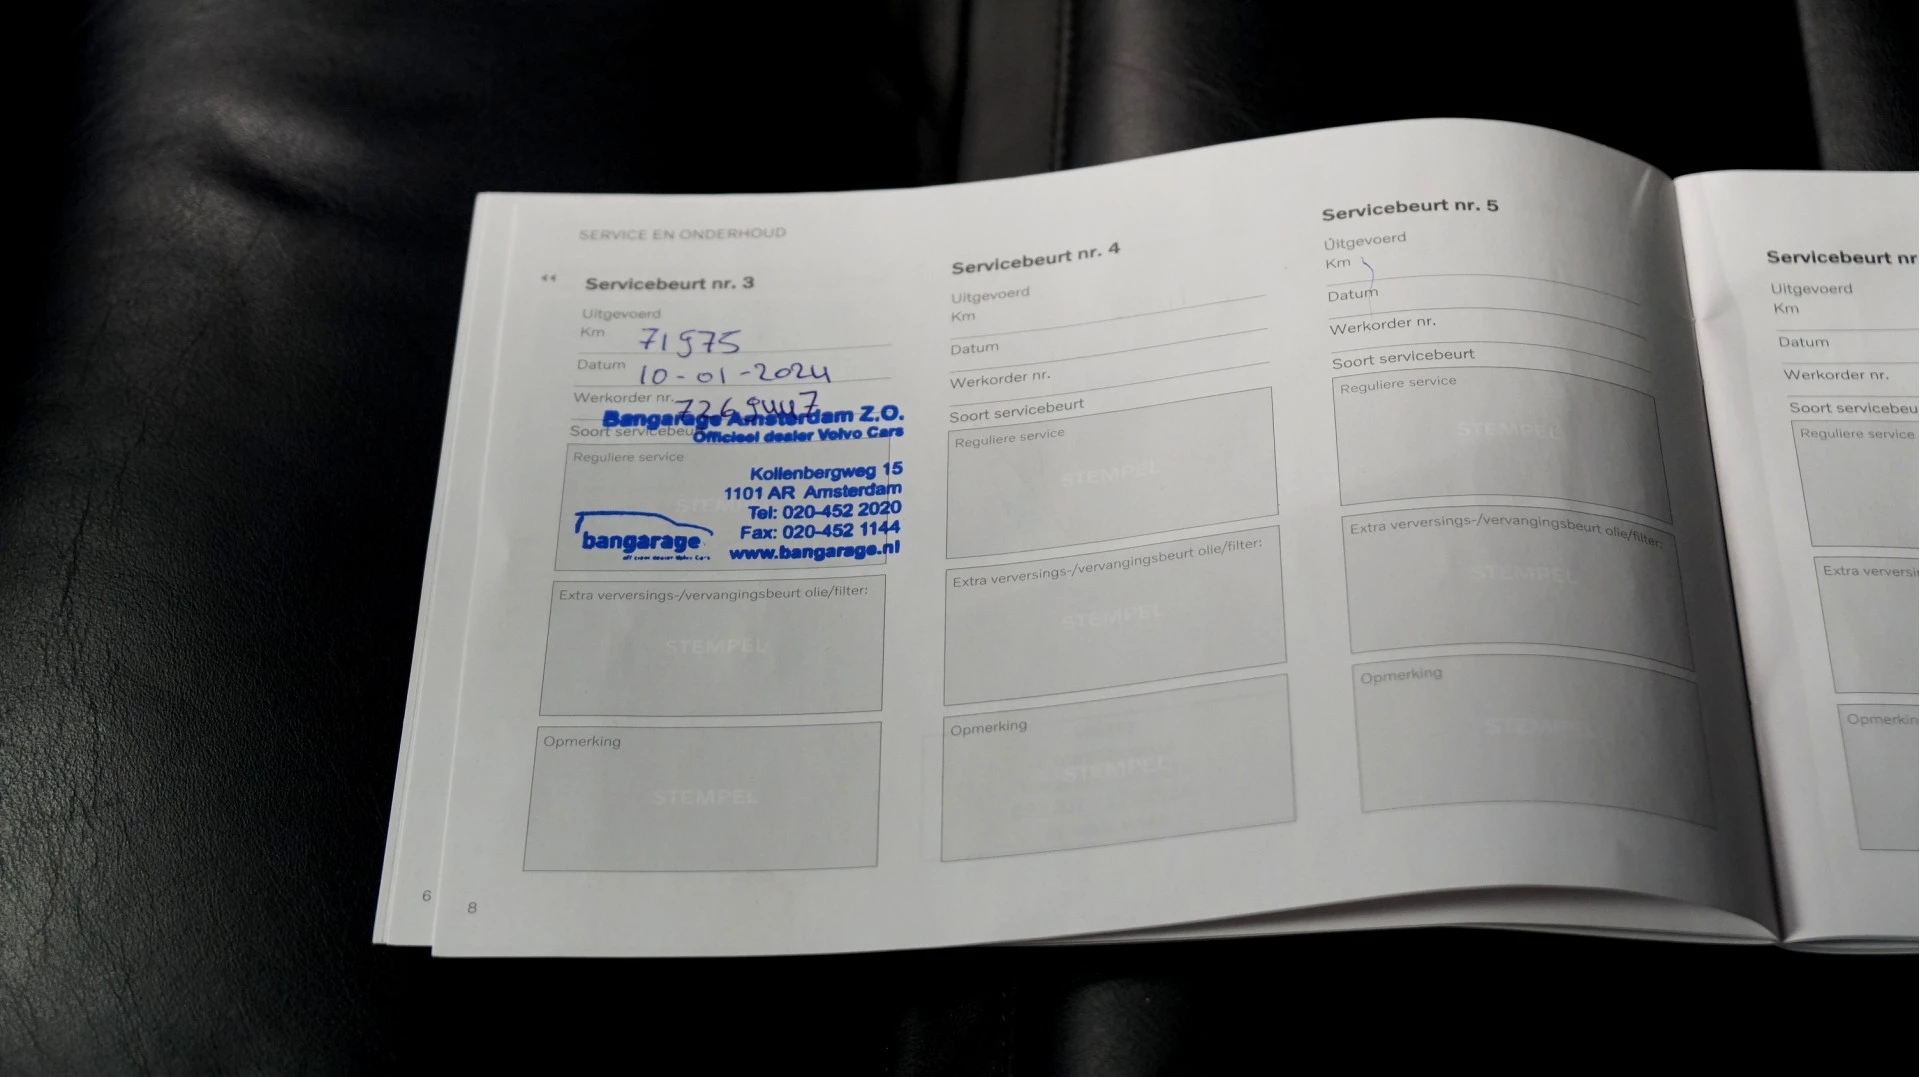 SERVICE EN ONDERHOUD
Servicebeurt nr. 3
Uitgevoerd
Km 71975
Datum 10-01-2024
Werkorder nr.
Bangarage Amsterdam Z.O.
Soort servicebeu
Officieel dealer Volvo Cars
Reguliere service
Kollenbergweg 15
1101 AR Amsterdam
Tel: 020-452 2020
Fax: 020-452 1144
www.bangarage.nl
bangarage
Extra verversings-/vervangingsbeurt olie/filter:
STEMPEL
Opmerking
STEMPEL
6
8
Servicebeurt nr. 4
Uitgevoerd
Km
Datum
Werkorder nr.
Soort servicebeurt
Reguliere service
STEMPEL
Extra verversings-/vervangingsbeurt olie/filter:
STEMPEL
Opmerking
STEMPEL
Servicebeurt nr. 5
Uitgevoerd
Km
Datum
Werkorder nr.
Soort servicebeurt
Reguliere service
STEMPEL
Extra verversings-/vervangingsbeurt olie/filter:
STEMPEL
Opmerking
STEMPEL
Servicebeurt nr
Uitgevoerd
Km
Datum
Werkorder nr.
Soort servicebeu
Reguliere service
Extra versersi
Opmerkin